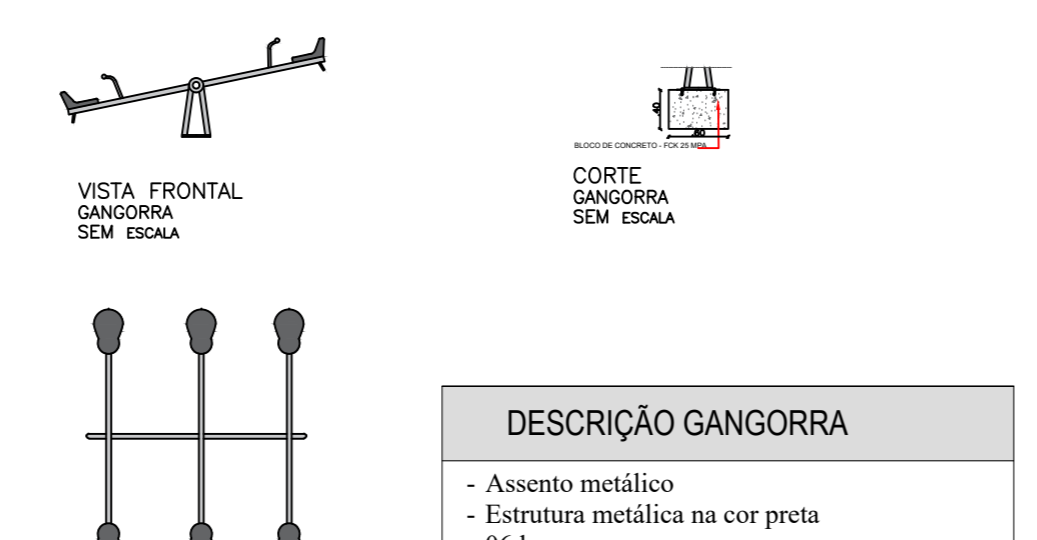 VISTA FRONTAL
GANGORRA
SEM ESCALA
.40
.60
BLOCO DE CONCRETO - FCK 25 MPA
CORTE
GANGORRA
SEM ESCALA
DESCRIÇÃO GANGORRA
- Assento metálico
- Estrutura metálica na cor preta